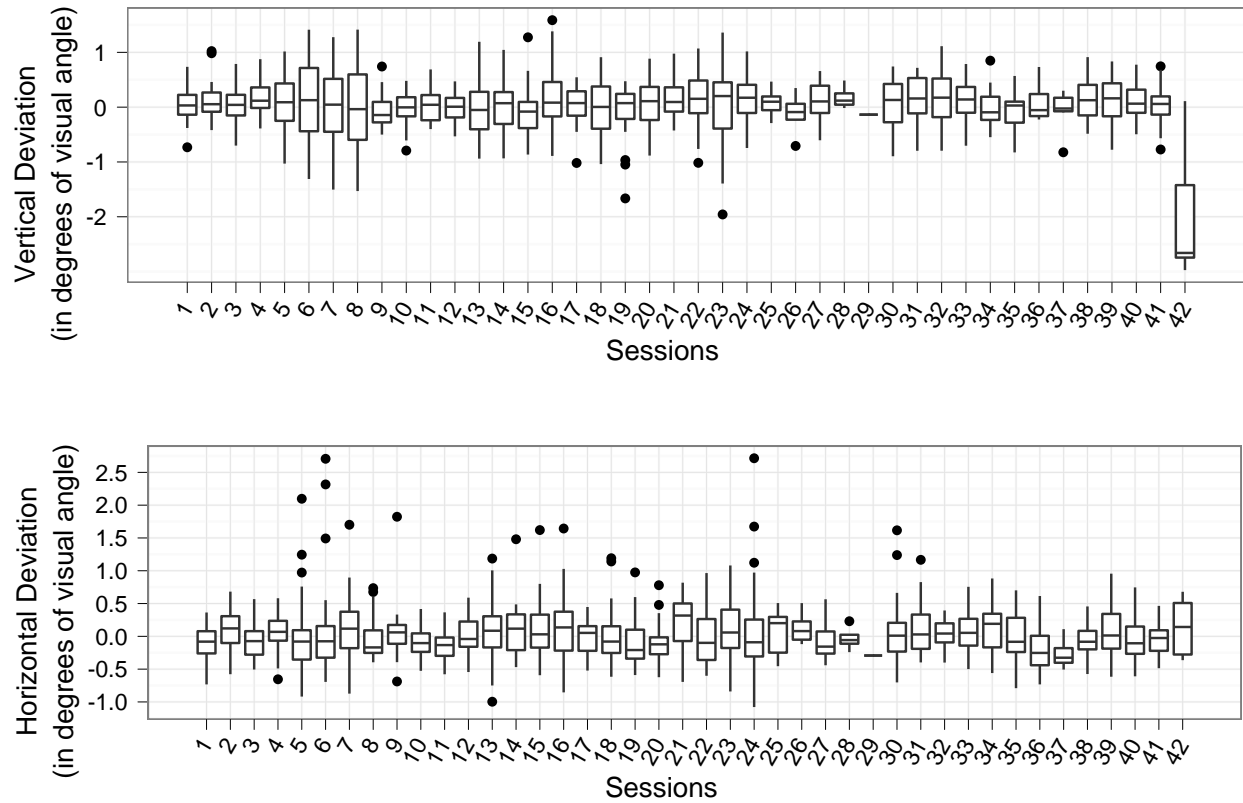 Vertical Deviation
(in degrees of visual angle)
1
0
-1
-2
1 2 3 4 5 6 7 8 9 10 11 12 13 14 15 16 17 18 19 20 21 22 23 24 25 26 27 28 29 30 31 32 33 34 35 36 37 38 39 40 41 42
Sessions
Horizontal Deviation
(in degrees of visual angle)
2.5
2.0
1.5
1.0
0.5
0.0
-0.5
-1.0
1 2 3 4 5 6 7 8 9 10 11 12 13 14 15 16 17 18 19 20 21 22 23 24 25 26 27 28 29 30 31 32 33 34 35 36 37 38 39 40 41 42
Sessions